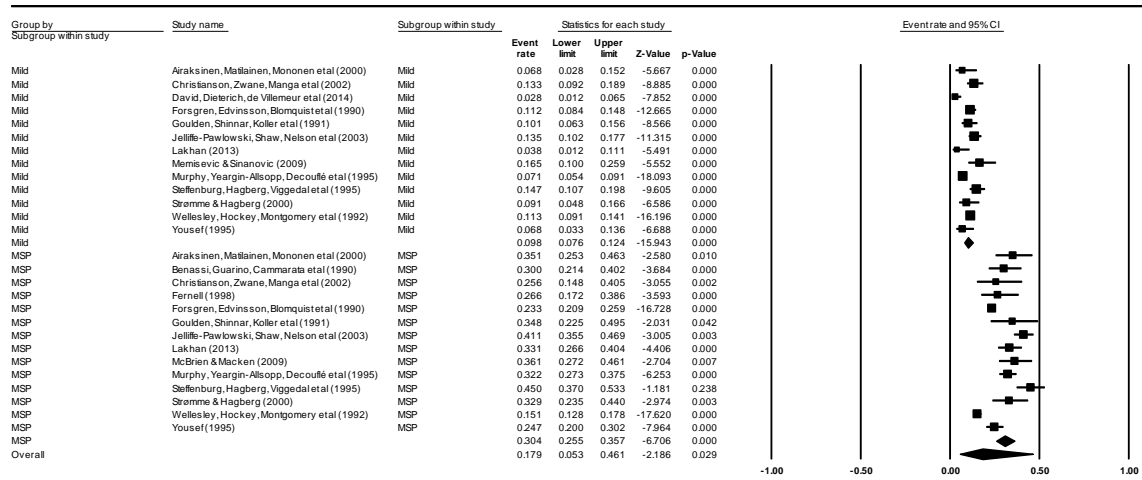 Group by Study name Subgroup within study Statistics for each study Event rate and 95% CI
Subgroup within study
Event rate Lower limit Upper limit Z-Value p-Value
Mild Airaksinen, Matilainen, Mononen et al (2000) Mild 0.068 0.028 0.152 -5.667 0.000
Mild Christianson, Zwane, Manga et al (2002) Mild 0.133 0.092 0.189 -8.885 0.000
Mild David, Dieterich, de Villemeur et al (2014) Mild 0.028 0.012 0.065 -7.852 0.000
Mild Forsgren, Edvinsson, Blomquist et al (1990) Mild 0.112 0.084 0.148 -12.665 0.000
Mild Goulden, Shinnar, Koller et al (1991) Mild 0.101 0.063 0.156 -8.566 0.000
Mild Jelliffe-Pawlowski, Shaw, Nelson et al (2003) Mild 0.135 0.102 0.177 -11.315 0.000
Mild Lakhan (2013) Mild 0.038 0.012 0.111 -5.491 0.000
Mild Memisevic & Sinanovic (2009) Mild 0.165 0.100 0.259 -5.552 0.000
Mild Murphy, Yeargin-Allsopp, Decouflé et al (1995) Mild 0.071 0.054 0.091 -18.093 0.000
Mild Steffenburg, Hagberg, Viggedal et al (1995) Mild 0.147 0.107 0.198 -9.605 0.000
Mild Strømme & Hagberg (2000) Mild 0.091 0.048 0.166 -6.586 0.000
Mild Wellesley, Hockey, Montgomery et al (1992) Mild 0.113 0.091 0.141 -16.196 0.000
Mild Yousef (1995) Mild 0.068 0.033 0.136 -6.688 0.000
Mild 0.098 0.076 0.124 -15.943 0.000
MSP Airaksinen, Matilainen, Mononen et al (2000) MSP 0.351 0.253 0.463 -2.580 0.010
MSP Benassi, Guarino, Cammarata et al (1990) MSP 0.300 0.214 0.402 -3.684 0.000
MSP Christianson, Zwane, Manga et al (2002) MSP 0.256 0.148 0.405 -3.055 0.002
MSP Fernell (1998) MSP 0.266 0.172 0.386 -3.593 0.000
MSP Forsgren, Edvinsson, Blomquist et al (1990) MSP 0.233 0.209 0.259 -16.728 0.000
MSP Goulden, Shinnar, Koller et al (1991) MSP 0.348 0.225 0.495 -2.031 0.042
MSP Jelliffe-Pawlowski, Shaw, Nelson et al (2003) MSP 0.411 0.355 0.469 -3.005 0.003
MSP Lakhan (2013) MSP 0.331 0.266 0.404 -4.406 0.000
MSP McBrien & Macken (2009) MSP 0.361 0.272 0.461 -2.704 0.007
MSP Murphy, Yeargin-Allsopp, Decouflé et al (1995) MSP 0.322 0.273 0.375 -6.253 0.000
MSP Steffenburg, Hagberg, Viggedal et al (1995) MSP 0.450 0.370 0.533 -1.181 0.238
MSP Strømme & Hagberg (2000) MSP 0.329 0.235 0.440 -2.974 0.003
MSP Wellesley, Hockey, Montgomery et al (1992) MSP 0.151 0.128 0.178 -17.620 0.000
MSP Yousef (1995) MSP 0.247 0.200 0.302 -7.964 0.000
MSP 0.304 0.255 0.357 -6.706 0.000
Overall 0.179 0.053 0.461 -2.186 0.029
-1.00 -0.50 0.00 0.50 1.00